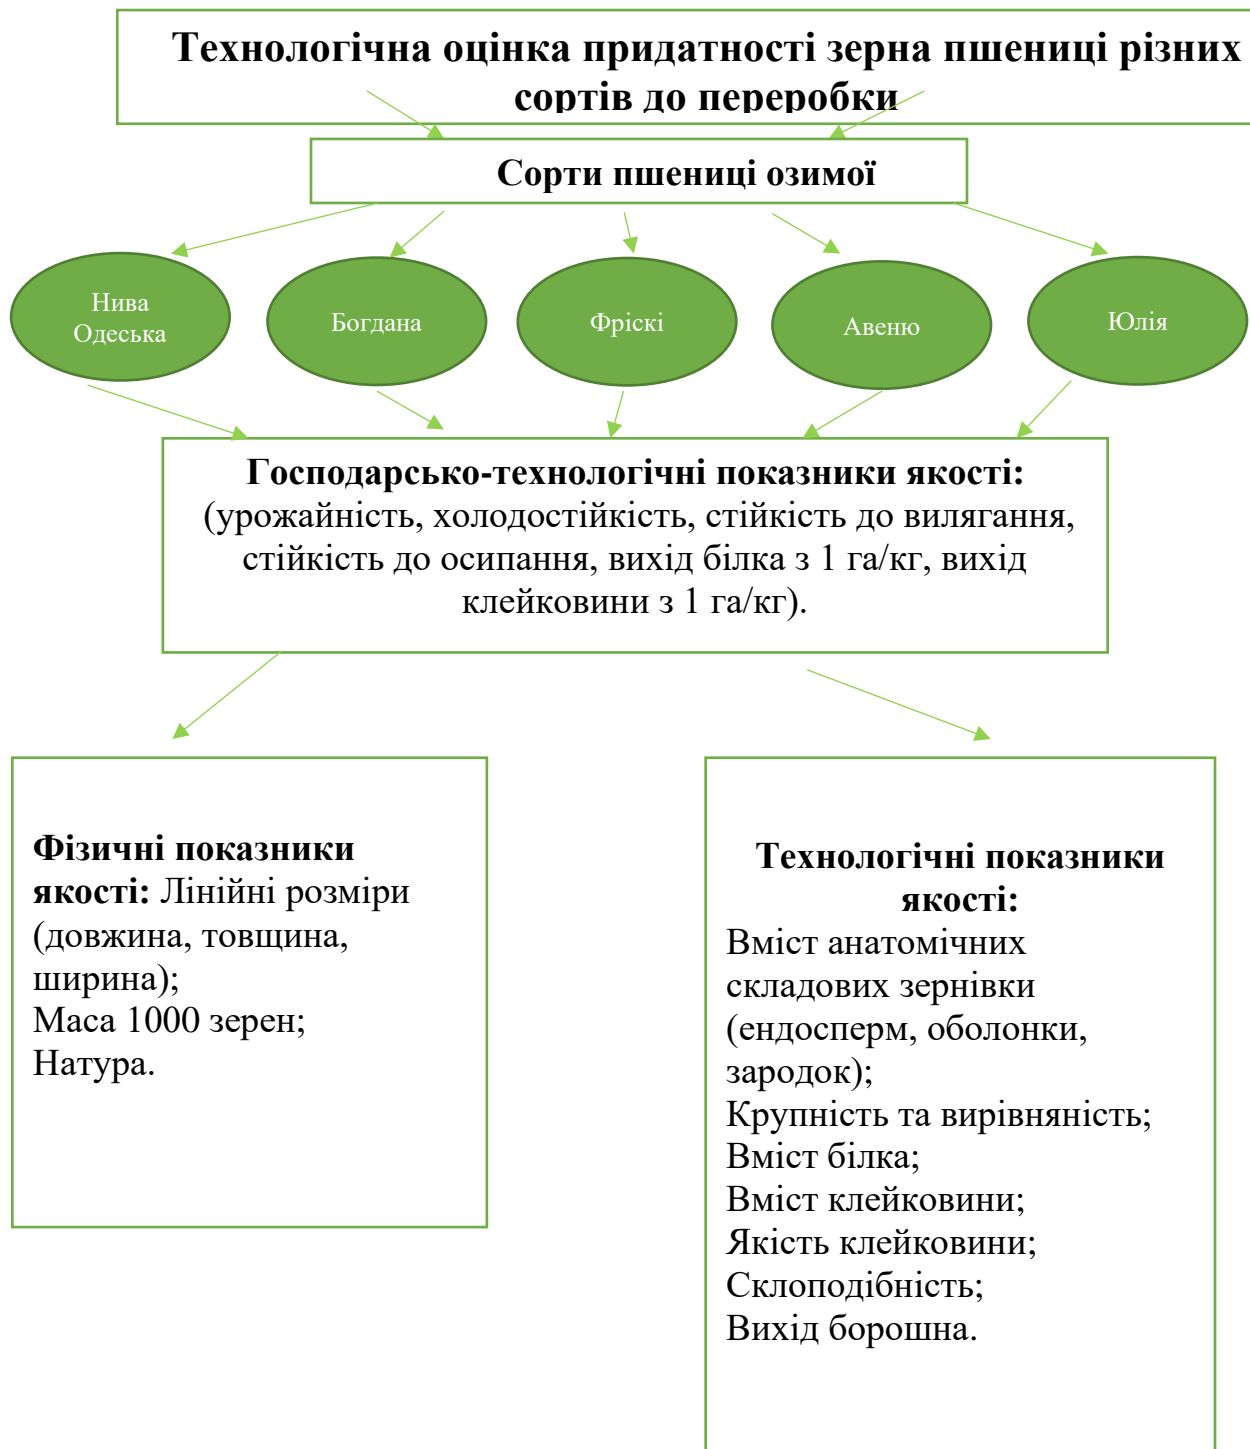 Технологічна оцінка придатності зерна пшениці різних
сортів до переробки
Сорти пшениці озимої
Нива
Одеська
Богдана
Фріскі
Авеню
Юлія
Господарсько-технологічні показники якості:
(урожайність, холодостійкість, стійкість до вилягання,
стійкість до осипання, вихід білка з 1 га/кг, вихід
клейковини з 1 га/кг).
Фізичні показники
якості: Лінійні розміри
(довжина, товщина,
ширина);
Маса 1000 зерен;
Натура.
Технологічні показники
якості:
Вміст анатомічних
складових зернівки
(ендосперм, оболонки,
зародок);
Крупність та вирівняність;
Вміст білка;
Вміст клейковини;
Якість клейковини;
Склоподібність;
Вихід борошна.